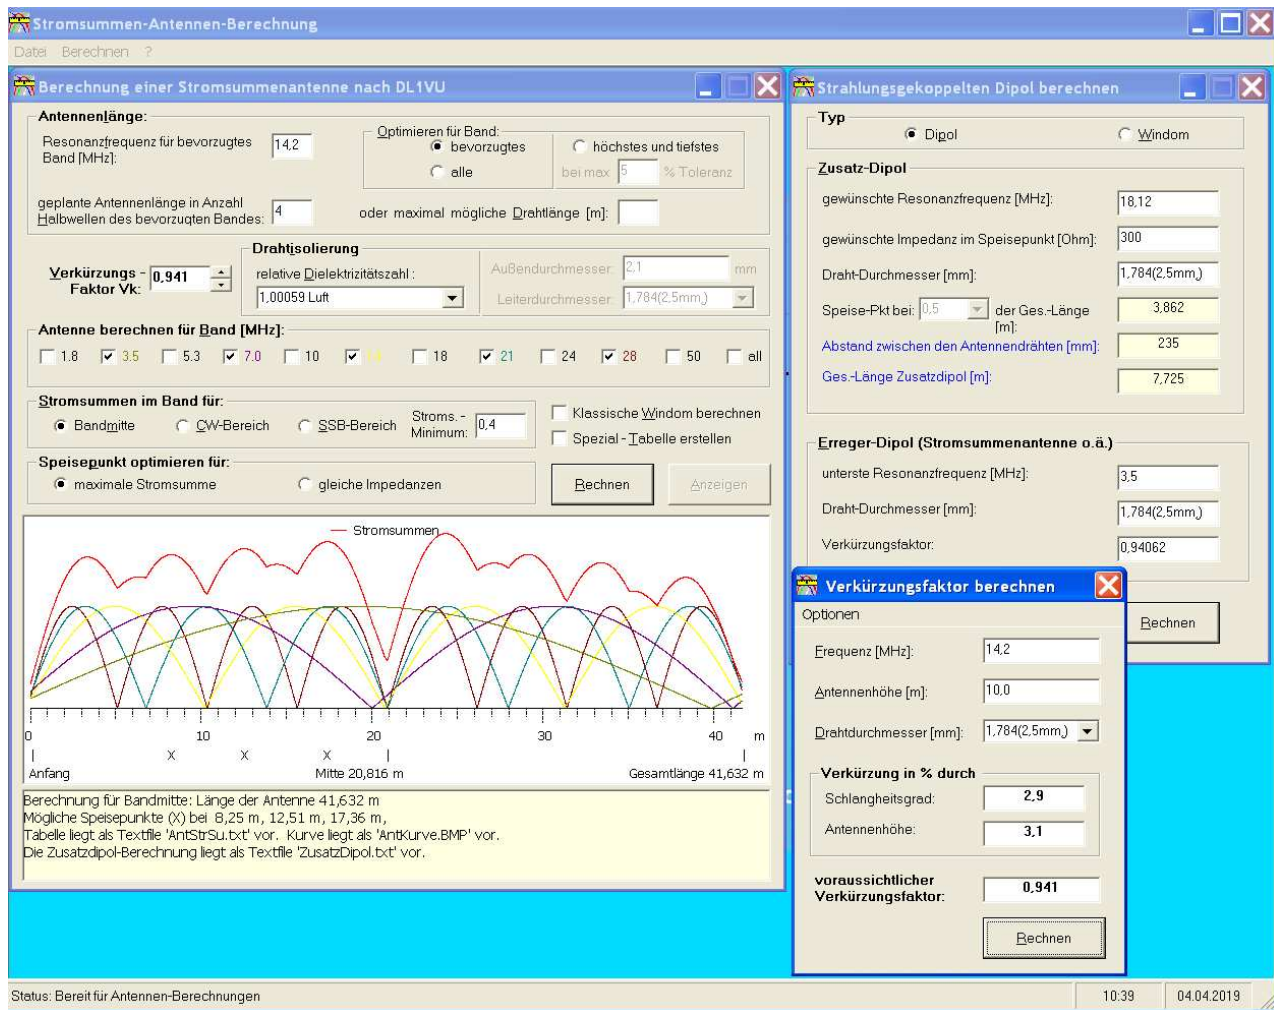 Stromsummen-Antennen-Berechnung
Datei Berechnen ?
Berechnung einer Stromsummenantenne nach DL1VU
Antennenlänge:
Resonanzfrequenz für bevorzugtes
Band [MHz]:
14,2
Optimieren für Band:
bevorzugtes
höchstes und tiefstes
alle
bei max 5 % Toleranz
geplante Antennenlänge in Anzahl
Halbwellen des bevorzugten Bandes:
4
oder maximal mögliche Drahtlänge [m]:
Verkürzungs -
Faktor Vk:
0,941
Drahtisolierung
relative Dielektrizitätszahl :
1,00059 Luft
Außendurchmesser: 2,1 mm
Leiterdurchmesser: 1,784(2,5mm,)
Antenne berechnen für Band [MHz]:
1.8 3.5 5.3 7.0 10 14 18 21 24 28 50 all
Stromsummen im Band für:
Bandmitte CW-Bereich SSB-Bereich
Stroms. -
Minimum: 0,4
Klassische Windom berechnen
Spezial - Tabelle erstellen
Speisepunkt optimieren für:
maximale Stromsumme gleiche Impedanzen
Rechnen Anzeigen
Stromsummen
0 10 20 30 40 m
X X X
Anfang Mitte 20,816 m Gesamtlänge 41,632 m
Berechnung für Bandmitte: Länge der Antenne 41,632 m
Mögliche Speisepunkte (X) bei 8,25 m, 12,51 m, 17,36 m,
Tabelle liegt als Textfile 'AntStrSu.txt' vor. Kurve liegt als 'AntKurve.BMP' vor.
Die Zusatzdipol-Berechnung liegt als Textfile 'ZusatzDipol.txt' vor.
Strahlungsgekoppelten Dipol berechnen
Typ
Dipol Windom
Zusatz-Dipol
gewünschte Resonanzfrequenz [MHz]: 18,12
gewünschte Impedanz im Speisepunkt [Ohm]: 300
Draht-Durchmesser [mm]: 1,784(2,5mm,)
Speise-Pkt bei: 0,5 der Ges.-Länge
[m]:
3,862
Abstand zwischen den Antennendrähten [mm]: 235
Ges.-Länge Zusatzdipol [m]: 7,725
Erreger-Dipol (Stromsummenantenne o.ä.)
unterste Resonanzfrequenz [MHz]: 3,5
Draht-Durchmesser [mm]: 1,784(2,5mm,)
Verkürzungsfaktor: 0,94062
Rechnen
Verkürzungsfaktor berechnen
Optionen
Frequenz [MHz]: 14,2
Antennenhöhe [m]: 10,0
Drahtdurchmesser [mm]: 1,784(2,5mm,)
Verkürzung in % durch
Schlangheitsgrad: 2,9
Antennenhöhe: 3,1
voraussichtlicher
Verkürzungsfaktor: 0,941
Rechnen
Status: Bereit für Antennen-Berechnungen
10:39 04.04.2019